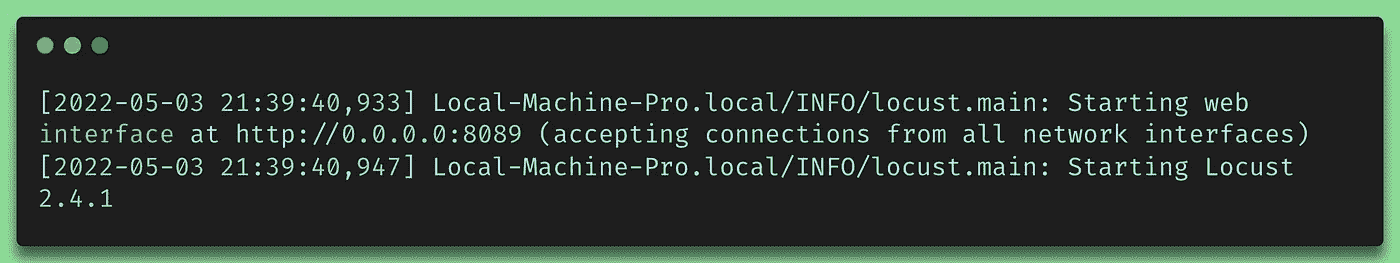 [2022-05-03 21:39:40,933] Local-Machine-Pro.local/INFO/locust.main: Starting web
interface at http://0.0.0.0:8089 (accepting connections from all network interfaces)
[2022-05-03 21:39:40,947] Local-Machine-Pro.local/INFO/locust.main: Starting Locust
2.4.1